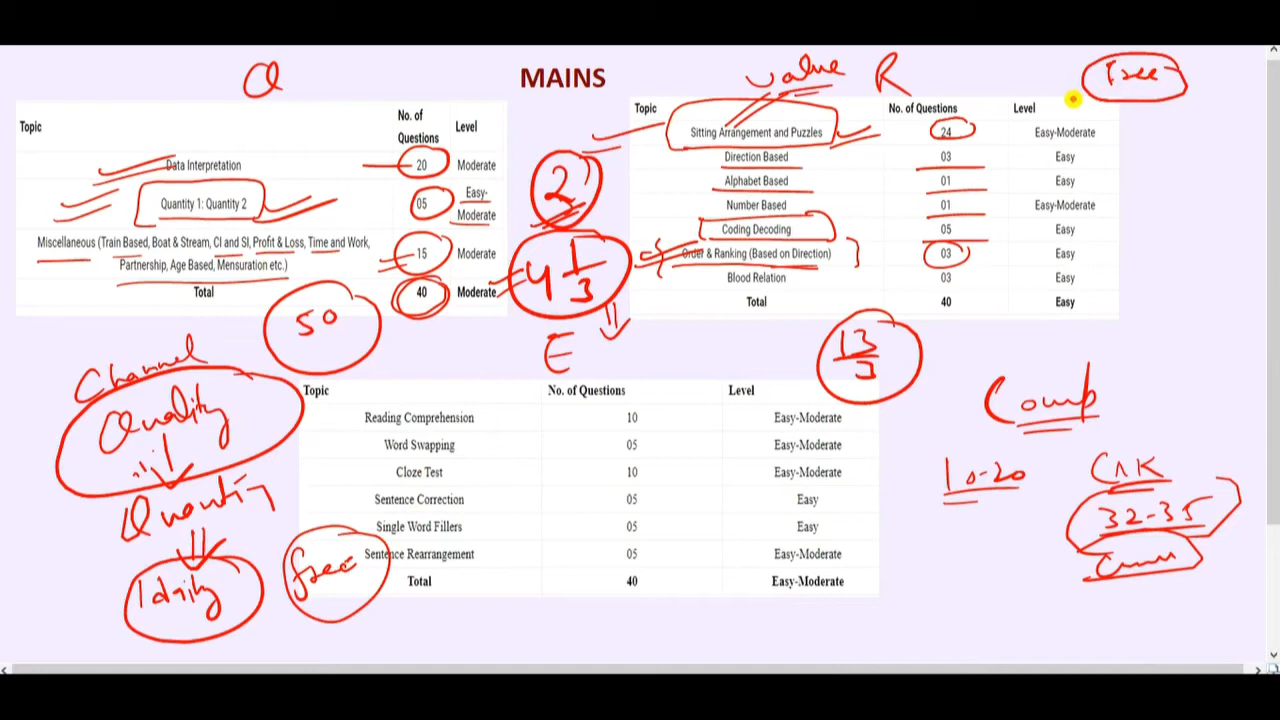 Q
MAINS
value R
Free
Topic No. of Questions Level
Data Interpretation 20 Moderate
Quantity 1: Quantity 2 05 Easy-Moderate
Miscellaneous (Train Based, Boat & Stream, CI and SI, Profit & Loss, Time and Work,
Partnership, Age Based, Mensuration etc.) 15 Moderate
Total 40 Moderate
2
4 1/3
50
Topic No. of Questions Level
Sitting Arrangement and Puzzles 24 Easy-Moderate
Direction Based 03 Easy
Alphabet Based 01 Easy
Number Based 01 Easy-Moderate
Coding Decoding 05 Easy
Order & Ranking (Based on Direction) 03 Easy
Blood Relation 03 Easy
Total 40 Easy
13/3
E
Topic No. of Questions Level
Reading Comprehension 10 Easy-Moderate
Word Swapping 05 Easy-Moderate
Cloze Test 10 Easy-Moderate
Sentence Correction 05 Easy
Single Word Fillers 05 Easy
Sentence Rearrangement 05 Easy-Moderate
Total 40 Easy-Moderate
Channel
Quality
Quantity
free
Comp
10-20
32-35